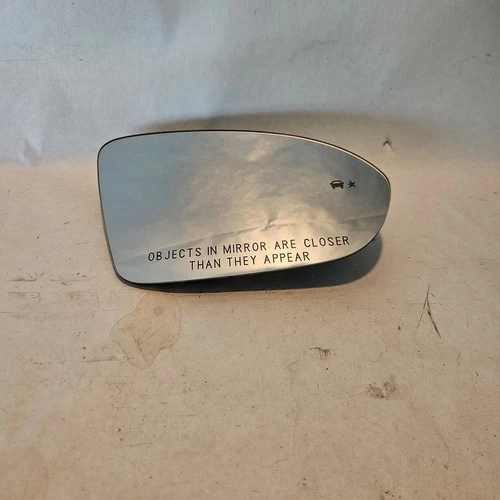 OBJECTS IN MIRROR ARE CLOSER
THAN THEY APPEAR